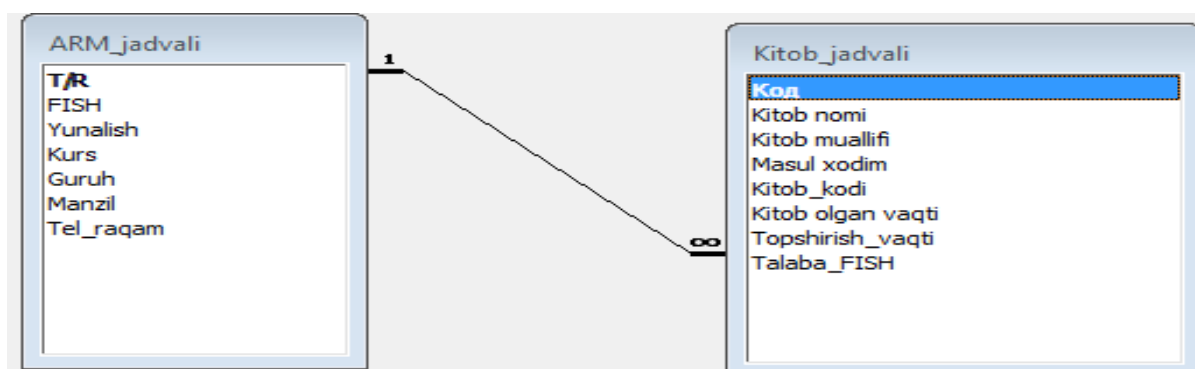 ARM_jadvali
T/R
FISH
Yunalish
Kurs
Guruh
Manzil
Tel_raqam
1
∞
Kitob_jadvali
Код
Kitob nomi
Kitob muallifi
Masul xodim
Kitob_kodi
Kitob olgan vaqti
Topshirish_vaqti
Talaba_FISH